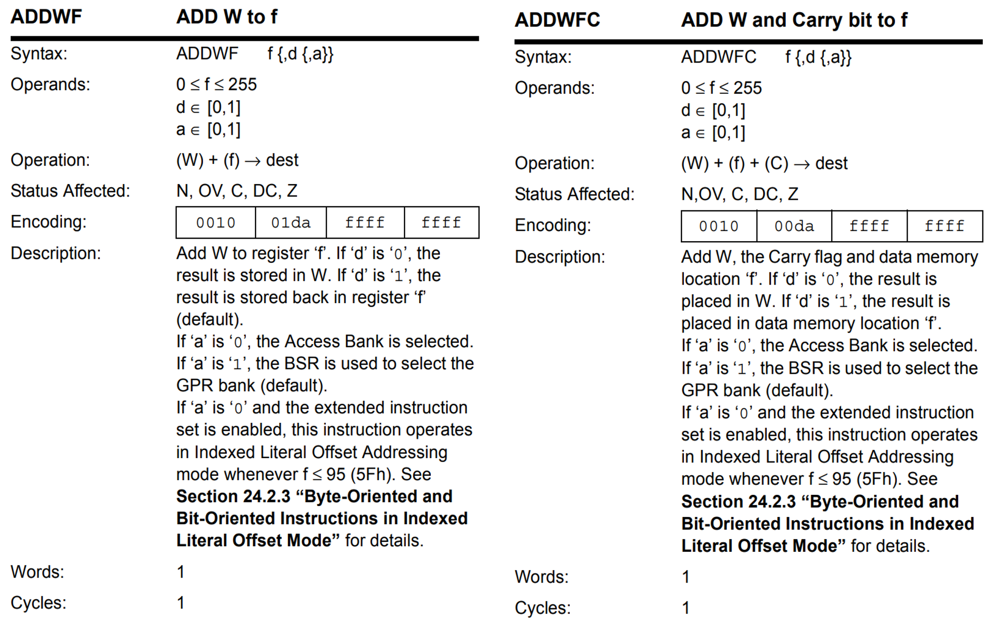 ADDWF ADD W to f
Syntax: ADDWF f {,d {,a}}
Operands: 0 ≤ f ≤ 255
d ∈ [0,1]
a ∈ [0,1]
Operation: (W) + (f) → dest
Status Affected: N, OV, C, DC, Z
Encoding: 0010 01da ffff ffff
Description: Add W to register ‘f’. If ‘d’ is ‘0’, the
result is stored in W. If ‘d’ is ‘1’, the
result is stored back in register ‘f’
(default).
If ‘a’ is ‘0’, the Access Bank is selected.
If ‘a’ is ‘1’, the BSR is used to select the
GPR bank (default).
If ‘a’ is ‘0’ and the extended instruction
set is enabled, this instruction operates
in Indexed Literal Offset Addressing
mode whenever f ≤ 95 (5Fh). See
Section 24.2.3 “Byte-Oriented and
Bit-Oriented Instructions in Indexed
Literal Offset Mode” for details.
Words: 1
Cycles: 1
ADDWFC ADD W and Carry bit to f
Syntax: ADDWFC f {,d {,a}}
Operands: 0 ≤ f ≤ 255
d ∈ [0,1]
a ∈ [0,1]
Operation: (W) + (f) + (C) → dest
Status Affected: N,OV, C, DC, Z
Encoding: 0010 00da ffff ffff
Description: Add W, the Carry flag and data memory
location ‘f’. If ‘d’ is ‘0’, the result is
placed in W. If ‘d’ is ‘1’, the result is
placed in data memory location ‘f’.
If ‘a’ is ‘0’, the Access Bank is selected.
If ‘a’ is ‘1’, the BSR is used to select the
GPR bank (default).
If ‘a’ is ‘0’ and the extended instruction
set is enabled, this instruction operates
in Indexed Literal Offset Addressing
mode whenever f ≤ 95 (5Fh). See
Section 24.2.3 “Byte-Oriented and
Bit-Oriented Instructions in Indexed
Literal Offset Mode” for details.
Words: 1
Cycles: 1